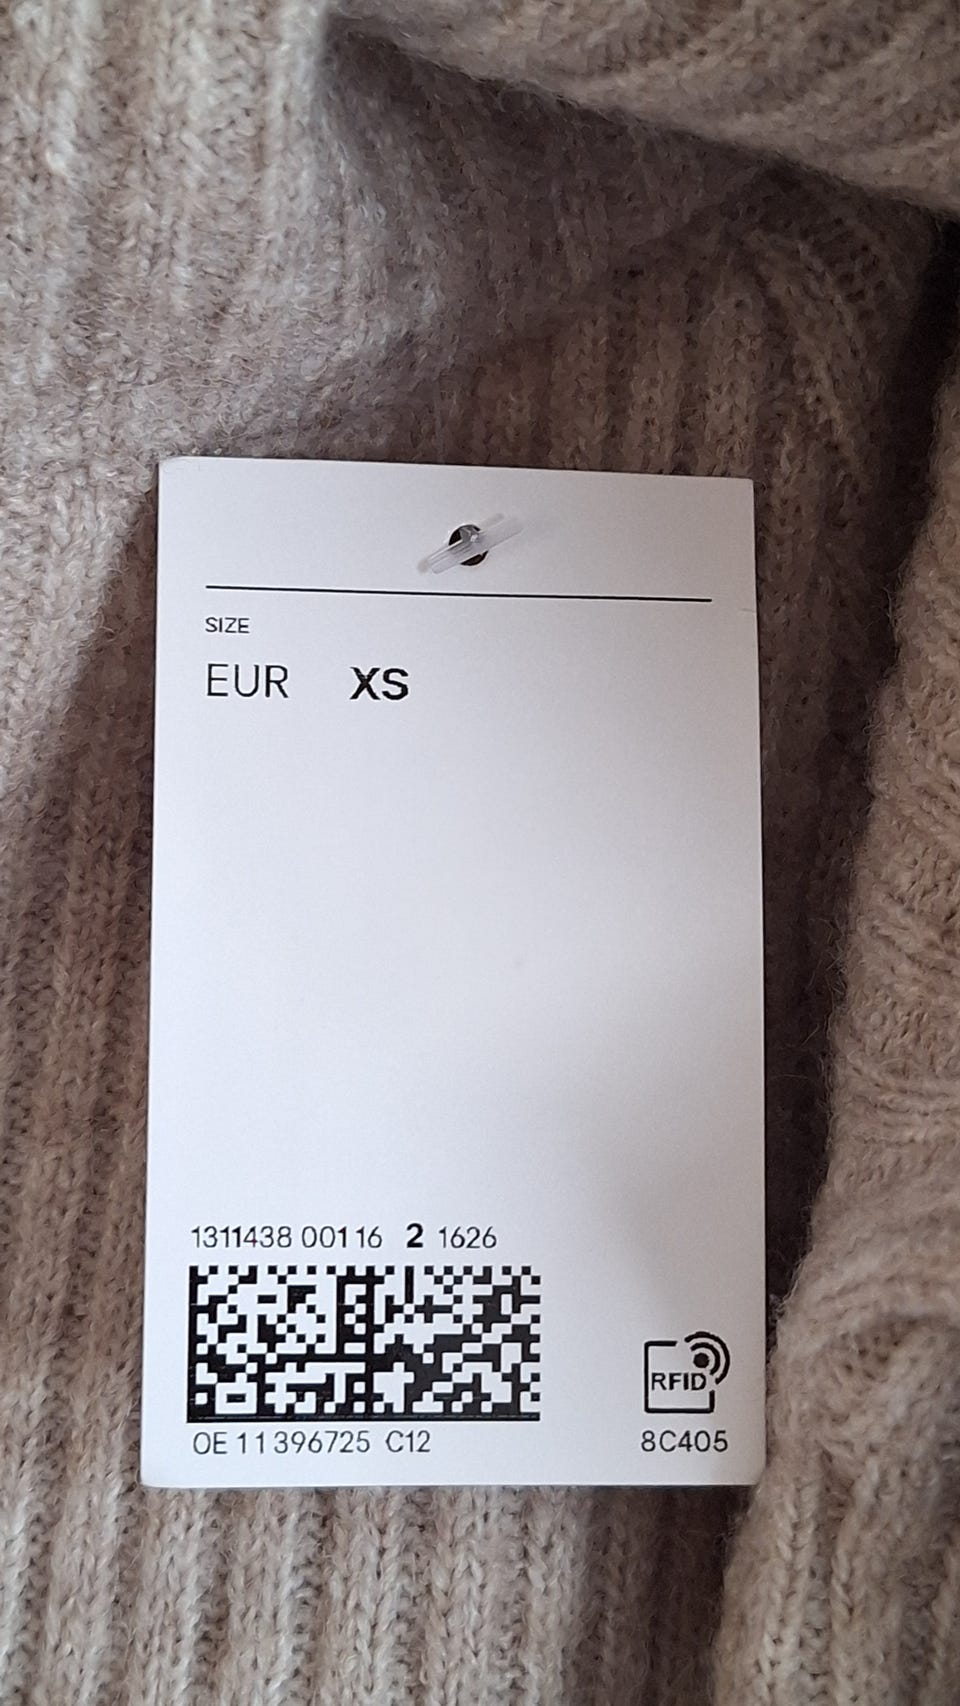 SIZE
EUR XS
1311438 001 16 2 1626
RFID
OE 11 396725 C12
8C405